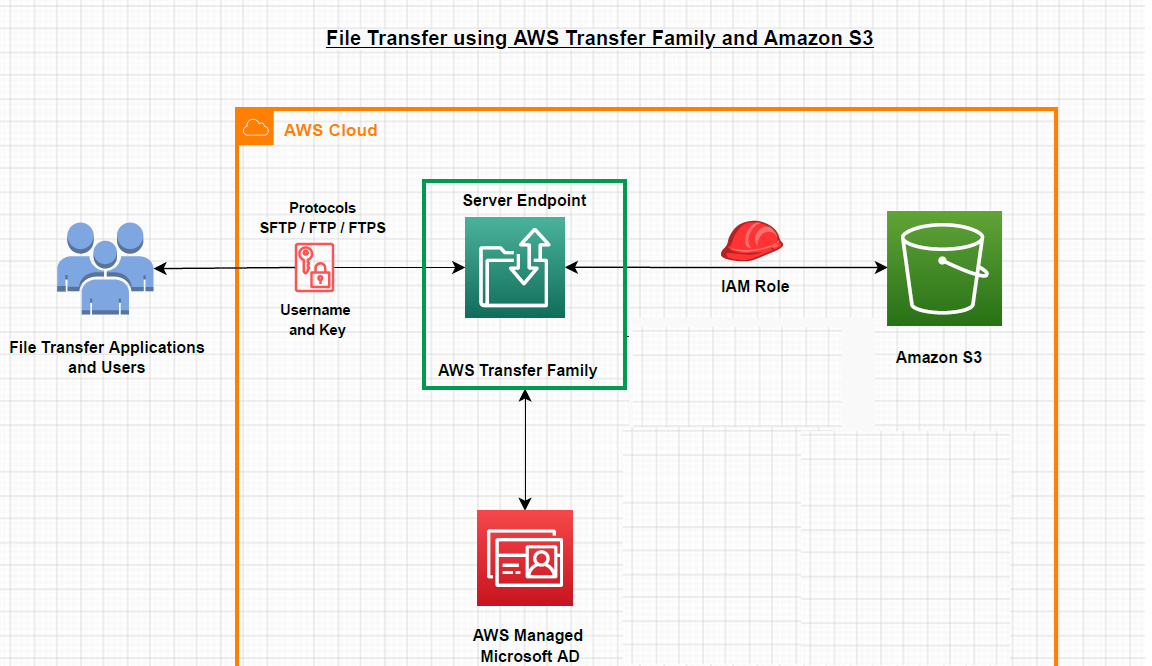 File Transfer using AWS Transfer Family and Amazon S3
AWS Cloud
Protocols
SFTP / FTP / FTPS
Username
and Key
File Transfer Applications
and Users
Server Endpoint
AWS Transfer Family
IAM Role
Amazon S3
AWS Managed
Microsoft AD